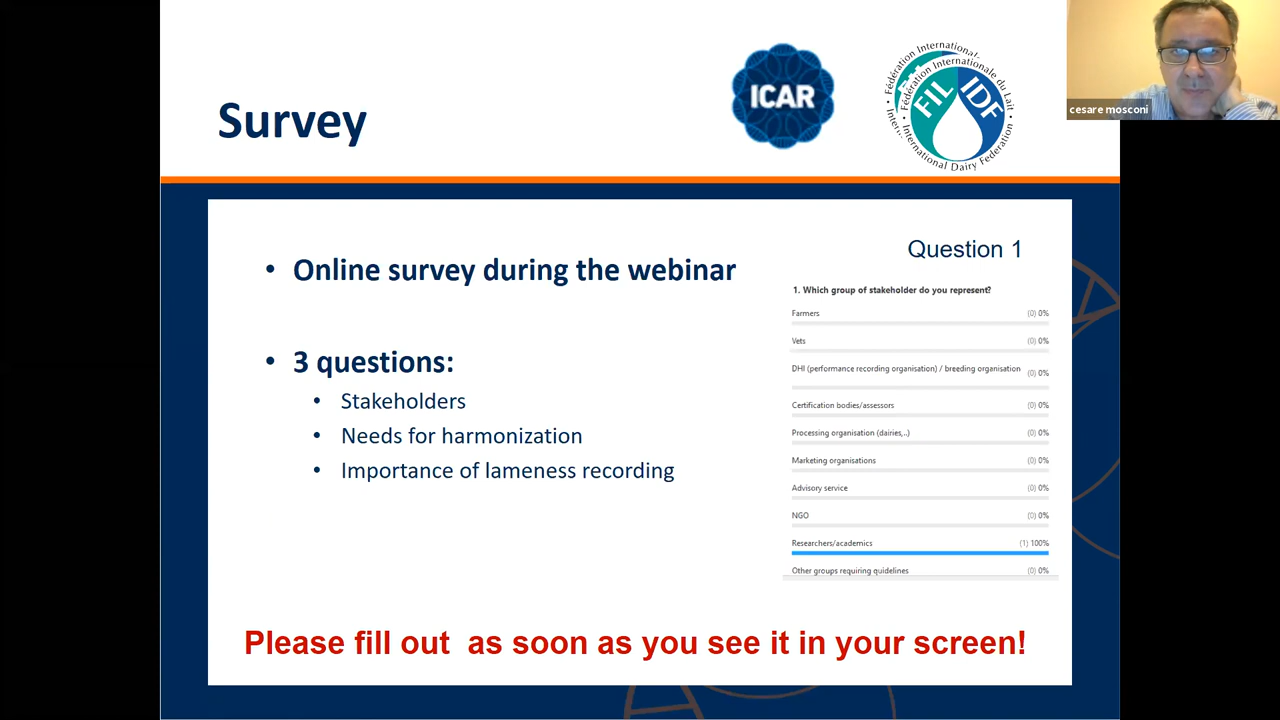 Survey
ICAR
Fédération Internationale du Lait
FIL
IDF
International Dairy Federation
cesare mosconi
• Online survey during the webinar
• 3 questions:
• Stakeholders
• Needs for harmonization
• Importance of lameness recording
Question 1
1. Which group of stakeholder do you represent?
Farmers (0) 0%
Vets (0) 0%
DHI (performance recording organisation) / breeding organisation (0) 0%
Certification bodies/assessors (0) 0%
Processing organisation (dairies,..) (0) 0%
Marketing organisations (0) 0%
Advisory service (0) 0%
NGO (0) 0%
Researchers/academics (1) 100%
Other groups requiring guidelines (0) 0%
Please fill out as soon as you see it in your screen!